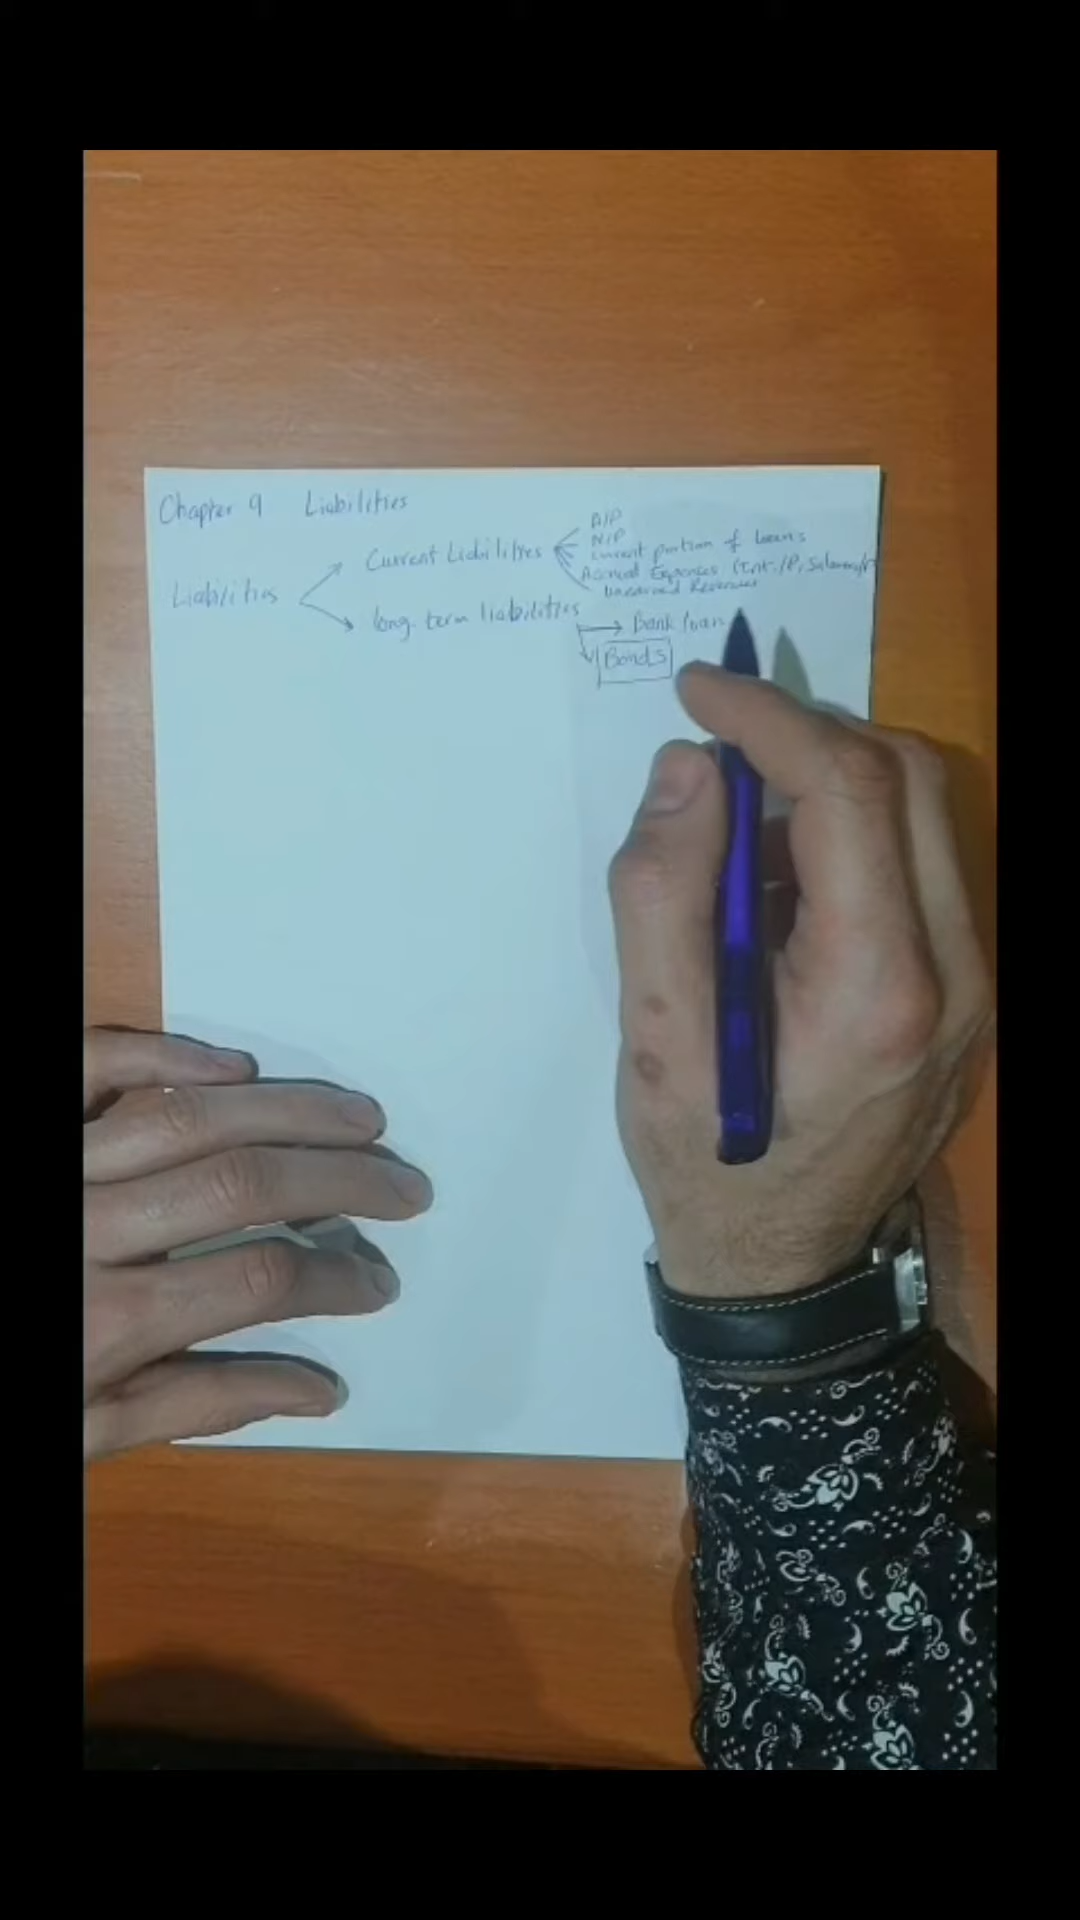 Chapter 9 Liabilities
A/P
N/P
Current Liabilities
Current portion of loans
Accrued Expenses (Int./P, Salary/P
Unearned Revenues
Liabilities
long-term liabilities
Bank loan
Bonds